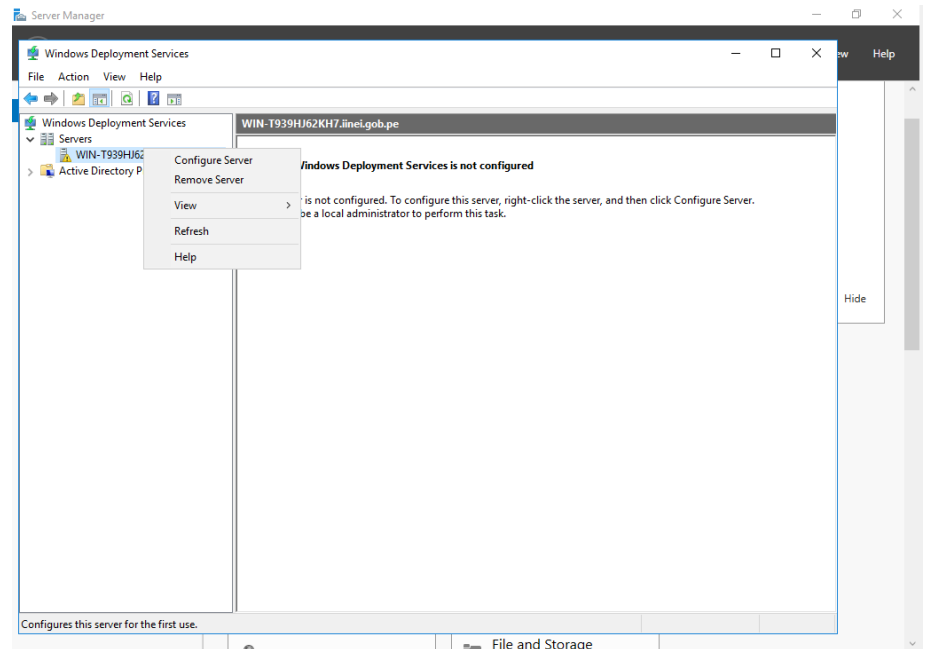 Server Manager
Windows Deployment Services
ew Help
File Action View Help
Windows Deployment Services
WIN-T939HJ62KH7.iinei.gob.pe
Servers
WIN-T939HJ62
Active Directory P
Configure Server
Remove Server
View
Refresh
Help
Windows Deployment Services is not configured
r is not configured. To configure this server, right-click the server, and then click Configure Server.
be a local administrator to perform this task.
Hide
Configures this server for the first use.
File and Storage